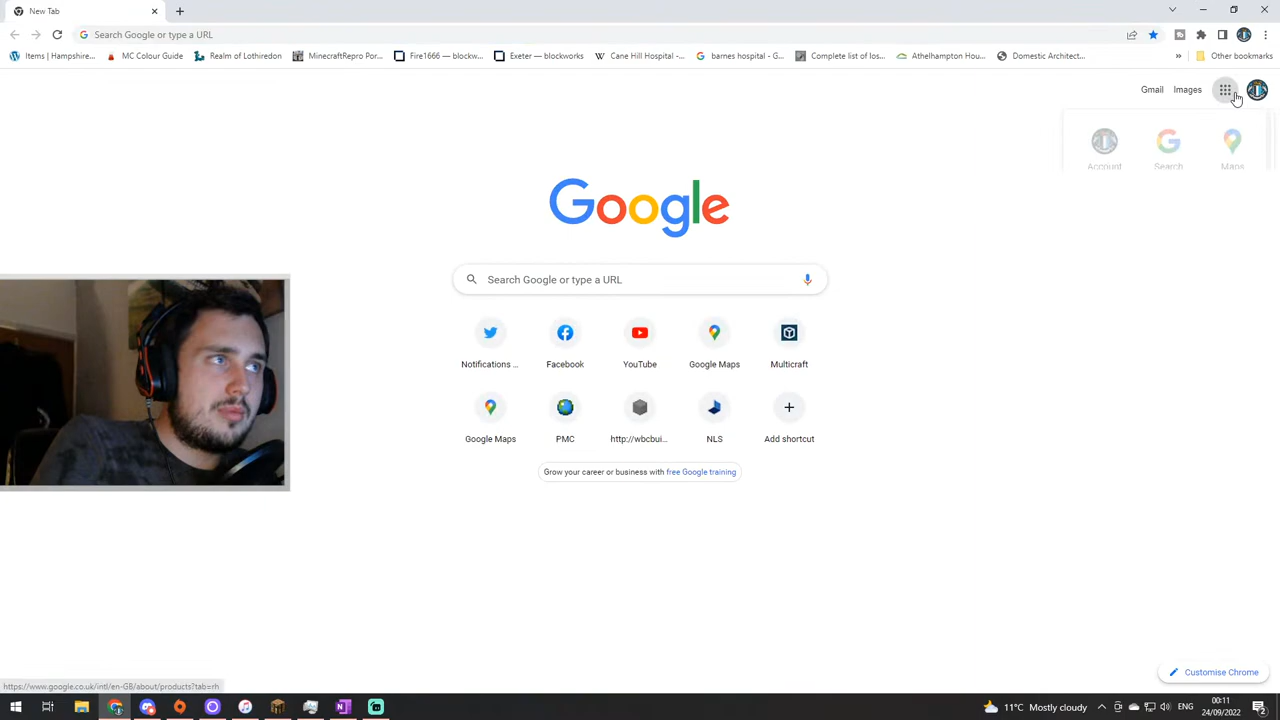 New Tab
Search Google or type a URL
Items | Hampshire...
MC Colour Guide
Realm of Lothiredon
MinecraftRepro Por...
Fire1666 — blockw...
Exeter — blockworks
Cane Hill Hospital -...
barnes hospital - G...
Complete list of los...
Athelhampton Hou...
Domestic Architect...
»
Other bookmarks
Gmail
Images
Account
Search
Maps
Google
Search Google or type a URL
Notifications ...
Facebook
YouTube
Google Maps
Multicraft
Google Maps
PMC
http://wbcbui...
NLS
Add shortcut
Grow your career or business with free Google training
Customise Chrome
https://www.google.co.uk/intl/en-GB/about/products?tab=rh
11°C Mostly cloudy
ENG
00:11
24/09/2022
2